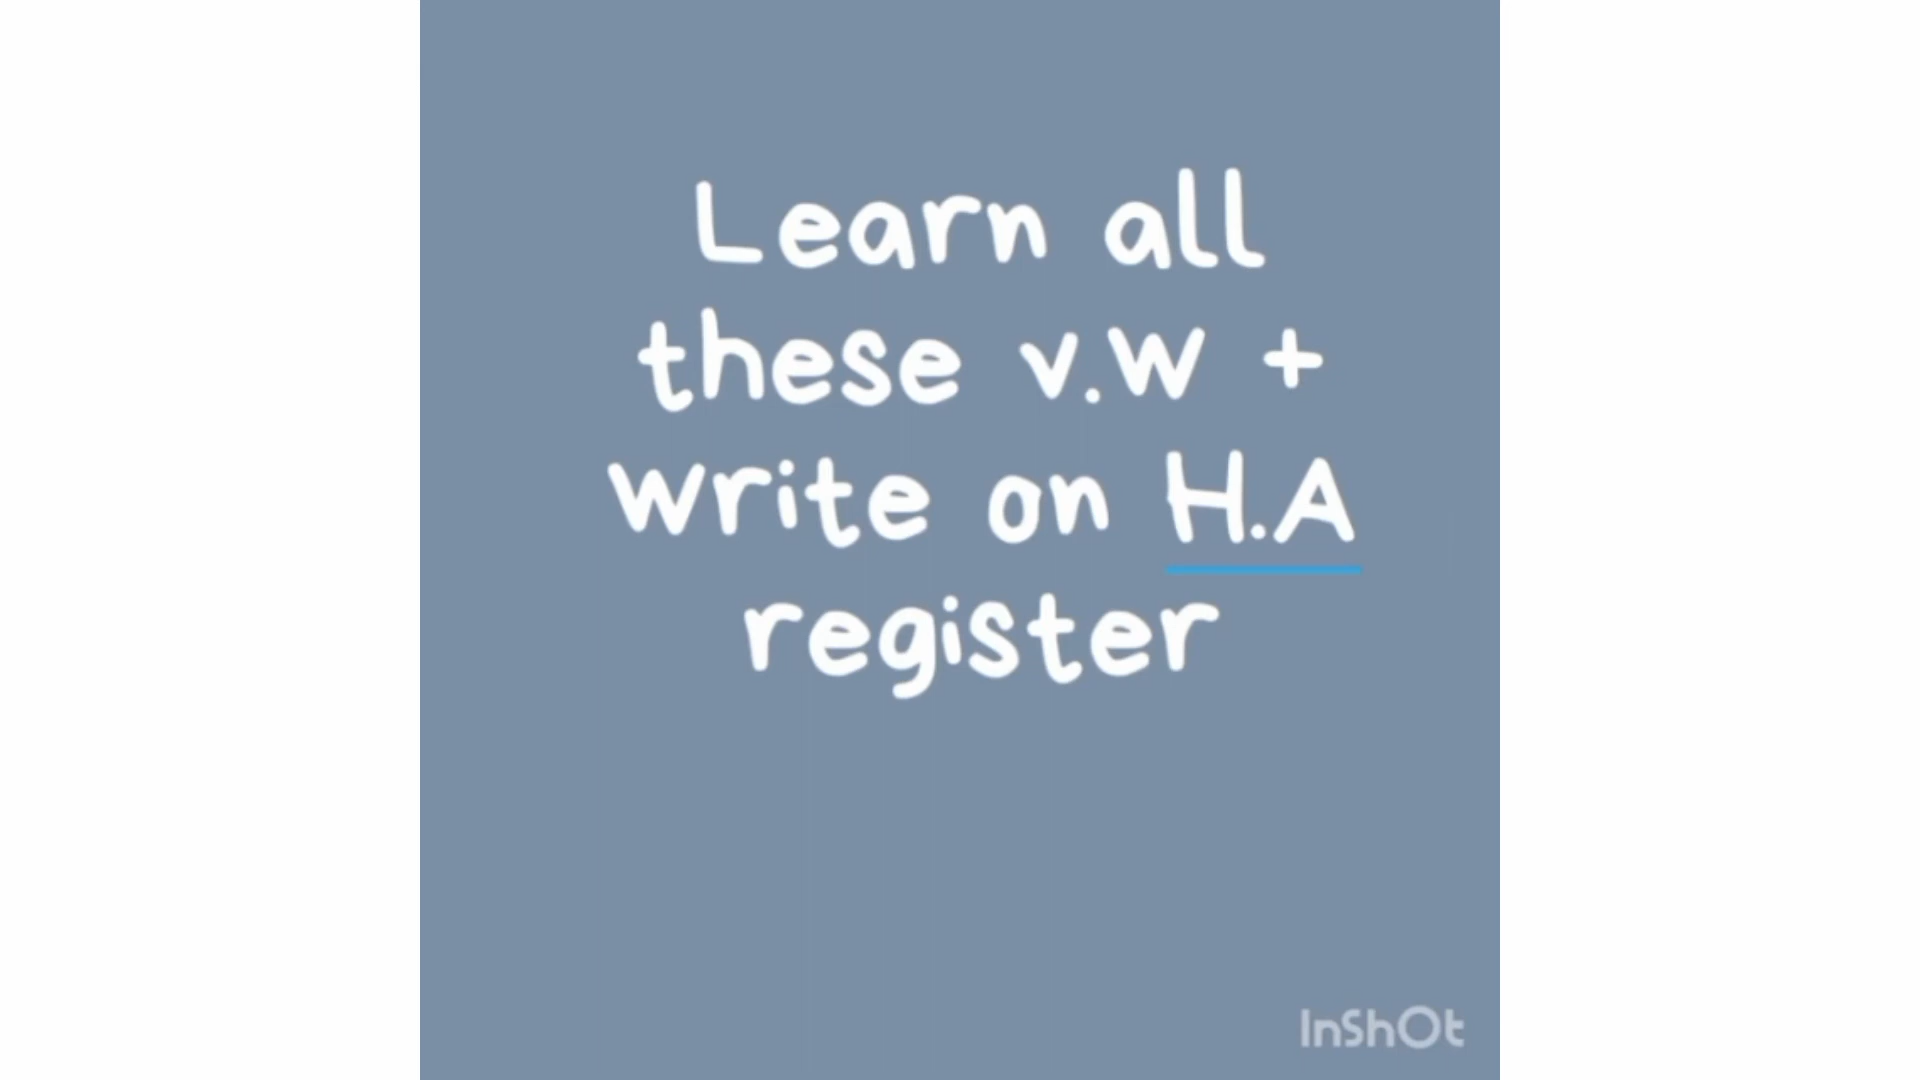 Learn all
these v.w +
write on H.A
register
InShOt